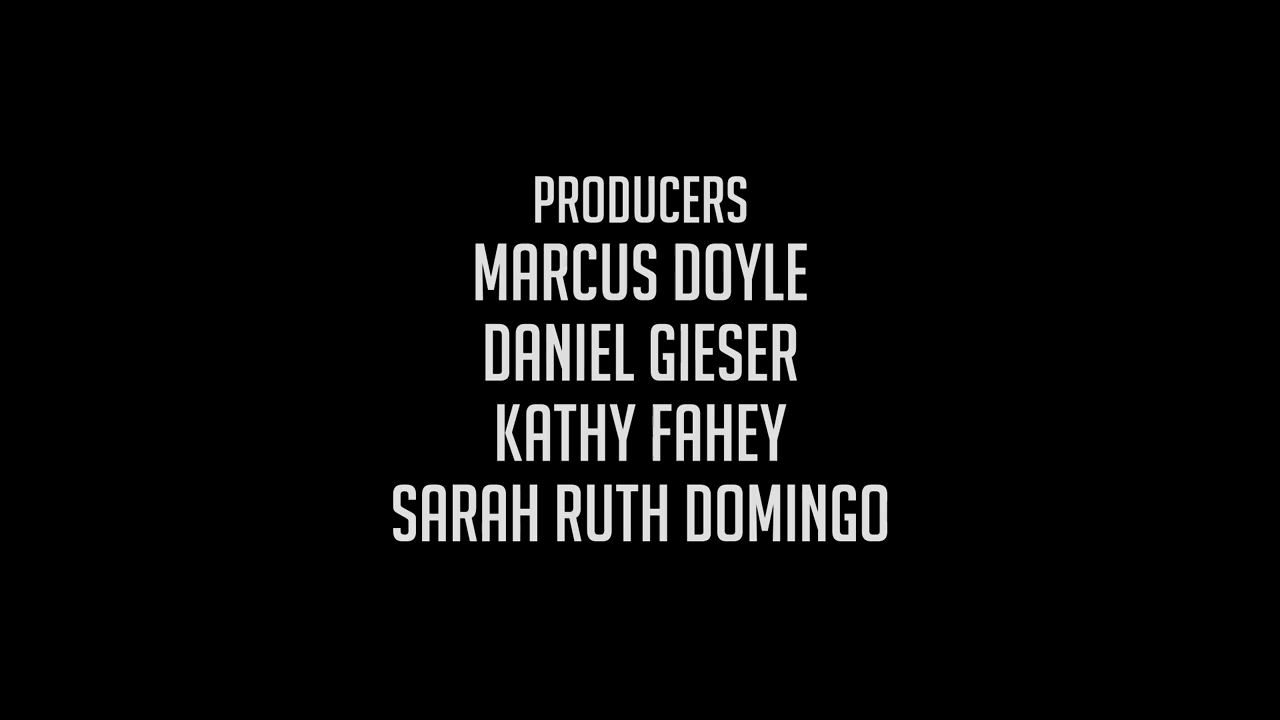 PRODUCERS
MARCUS DOYLE
DANIEL GIESER
KATHY FAHEY
SARAH RUTH DOMINGO